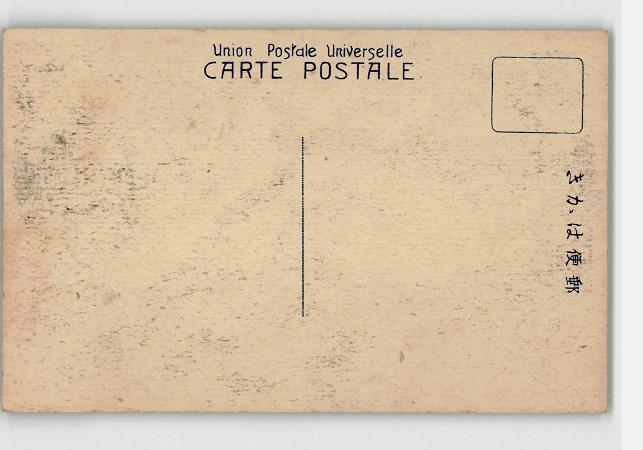 Union Postale Universelle
CARTE POSTALE
きかは便郵